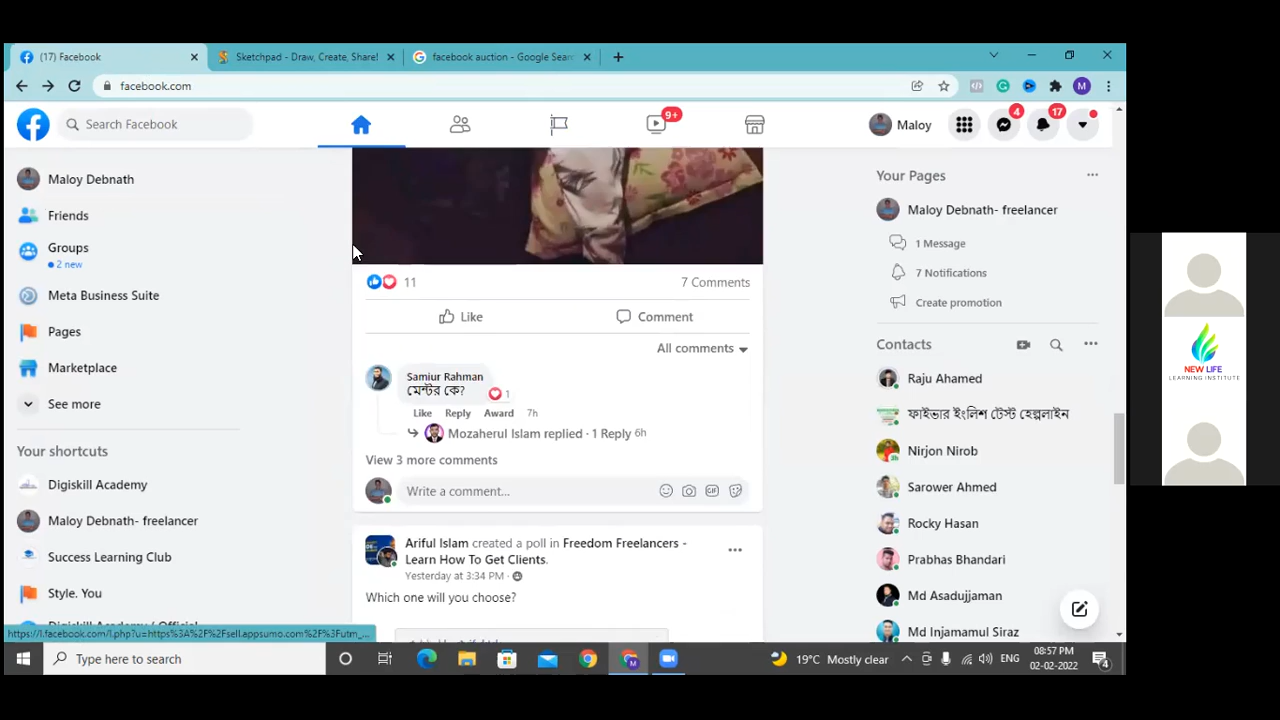 (17) Facebook
Sketchpad - Draw, Create, Share!
facebook auction - Google Sear
facebook.com
Search Facebook
9+
Maloy
4
17
Maloy Debnath
Friends
Groups
2 new
Meta Business Suite
Pages
Marketplace
See more
Your shortcuts
Digiskill Academy
Maloy Debnath- freelancer
Success Learning Club
Style. You
Digiskill Academy / Official
https://l.facebook.com/l.php?u=https%3A%2F%2Fsell.appsumo.com%2F%3Futm_...
11
7 Comments
Like
Comment
All comments
Samiur Rahman
মেন্টর কে?
1
Like Reply Award 7h
Mozaherul Islam replied · 1 Reply 6h
View 3 more comments
Write a comment...
GIF
Ariful Islam created a poll in Freedom Freelancers -
Learn How To Get Clients.
Yesterday at 3:34 PM ·
Which one will you choose?
Your Pages
Maloy Debnath- freelancer
1 Message
7 Notifications
Create promotion
Contacts
Raju Ahamed
ফাইভার ইংলিশ টেস্ট হেল্পলাইন
Nirjon Nirob
3h
Sarower Ahmed
Rocky Hasan
Prabhas Bhandari
Md Asadujjaman
Md Injamamul Siraz
NEW LIFE
LEARNING INSTITUTE
Type here to search
19°C Mostly clear
ENG
08:57 PM
02-02-2022
4